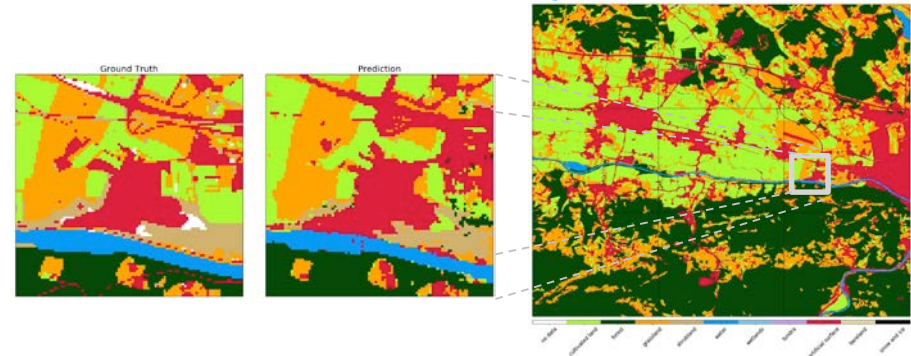 Ground Truth
Prediction
no data
cultivated land
forest
grassland
shrubland
water
wetlands
tundra
artificial surface
bareland
snow and ice